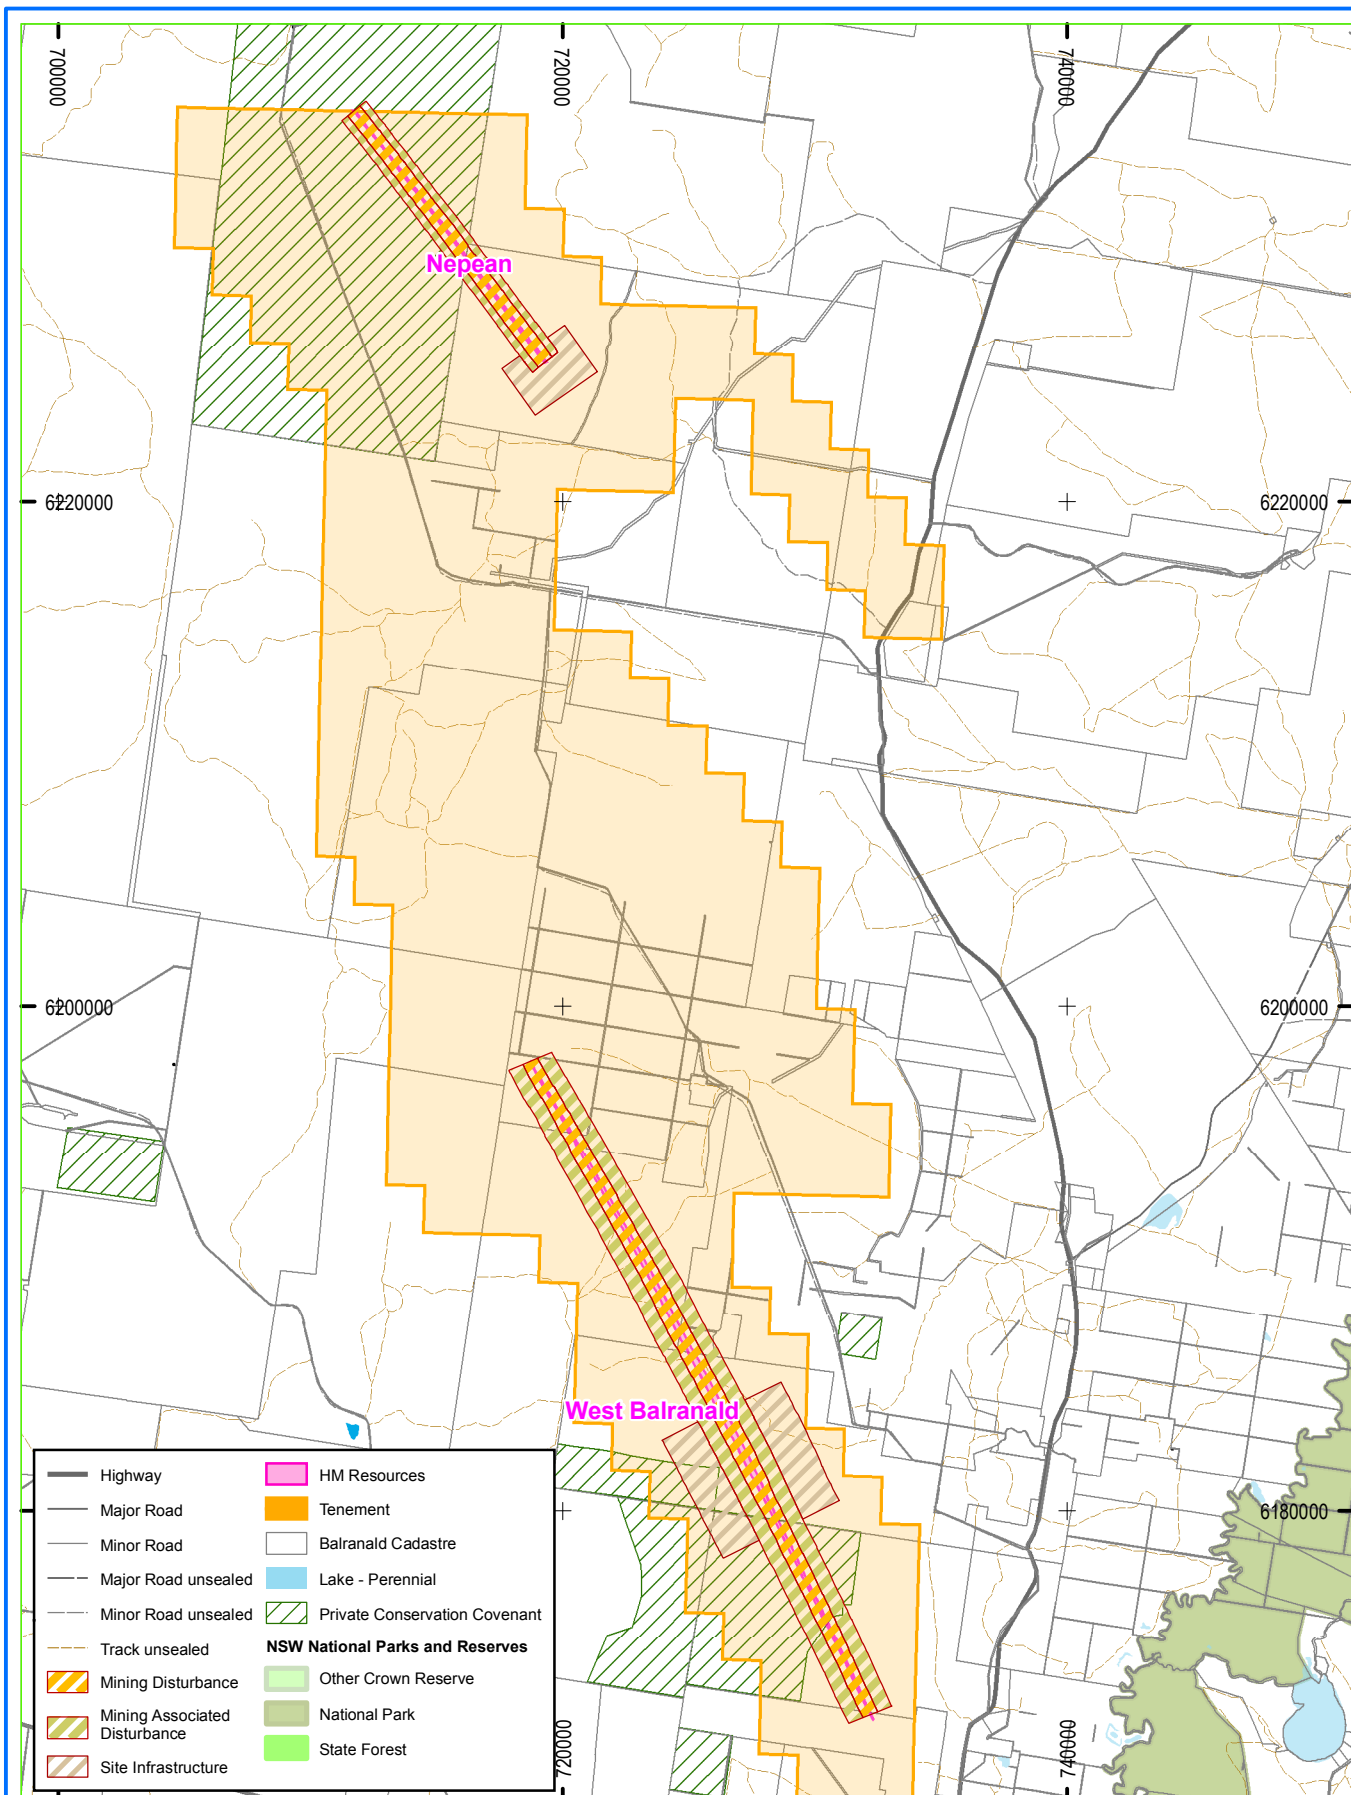 700000
720000
740000
Nepean
6220000
6220000
6200000
6200000
West Balranald
6180000
720000
740000
Highway
Major Road
Minor Road
Major Road unsealed
Minor Road unsealed
Track unsealed
Mining Disturbance
Mining Associated
Disturbance
Site Infrastructure
HM Resources
Tenement
Balranald Cadastre
Lake - Perennial
Private Conservation Covenant
NSW National Parks and Reserves
Other Crown Reserve
National Park
State Forest